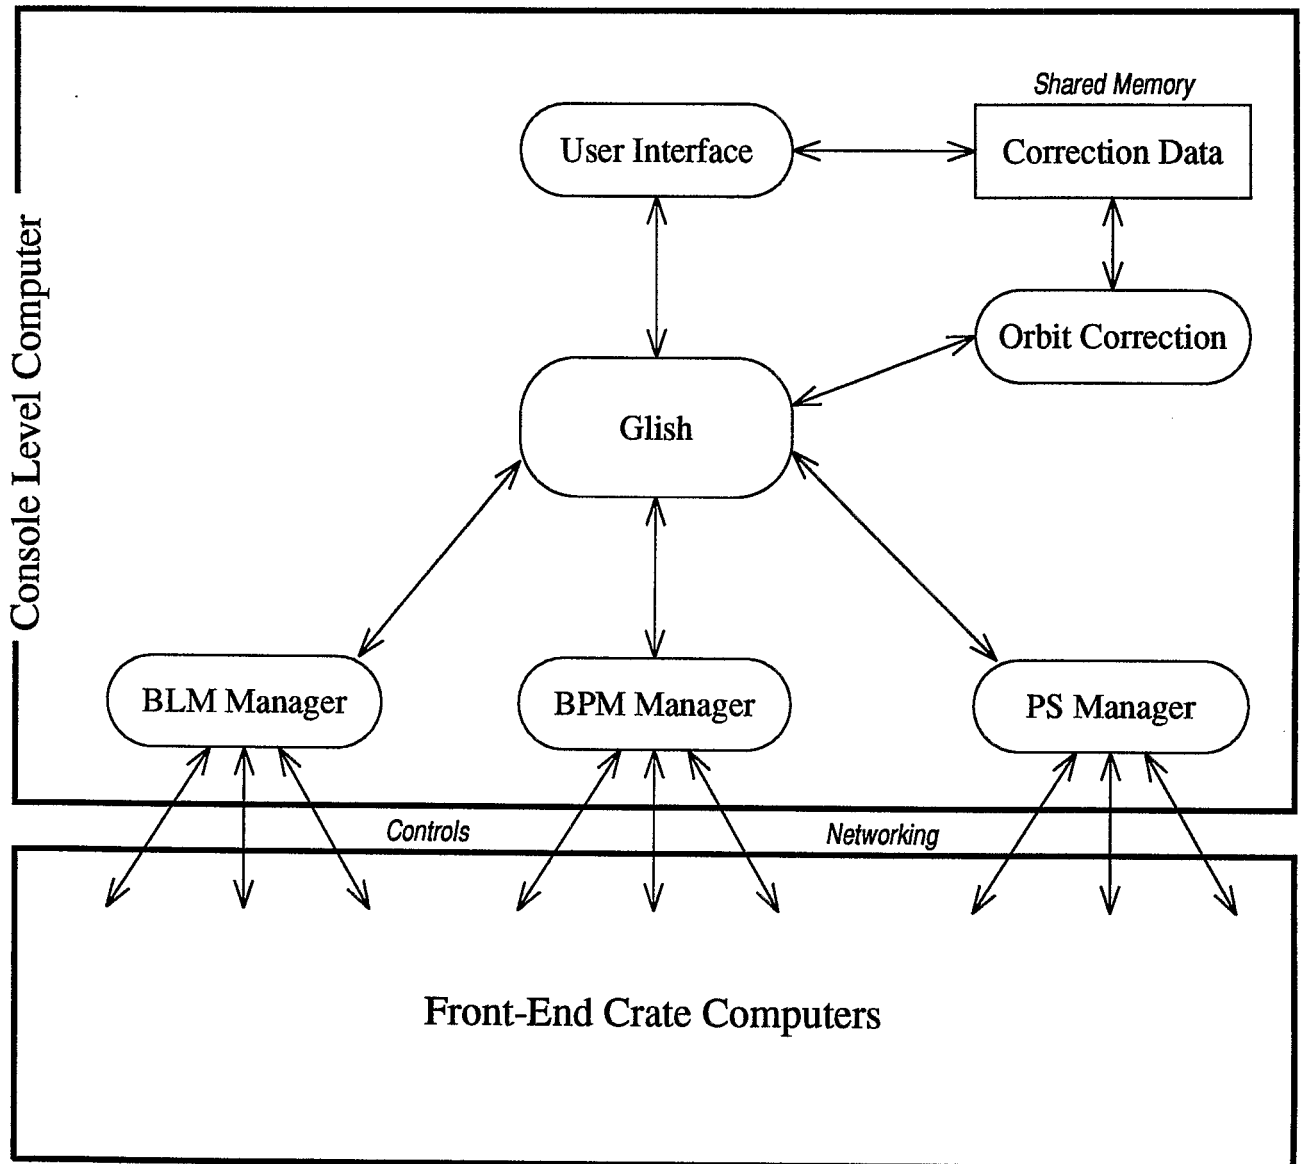 Shared Memory
User Interface
Correction Data
Orbit Correction
Console Level Computer
Glish
BLM Manager
BPM Manager
PS Manager
Controls
Networking
Front-End Crate Computers